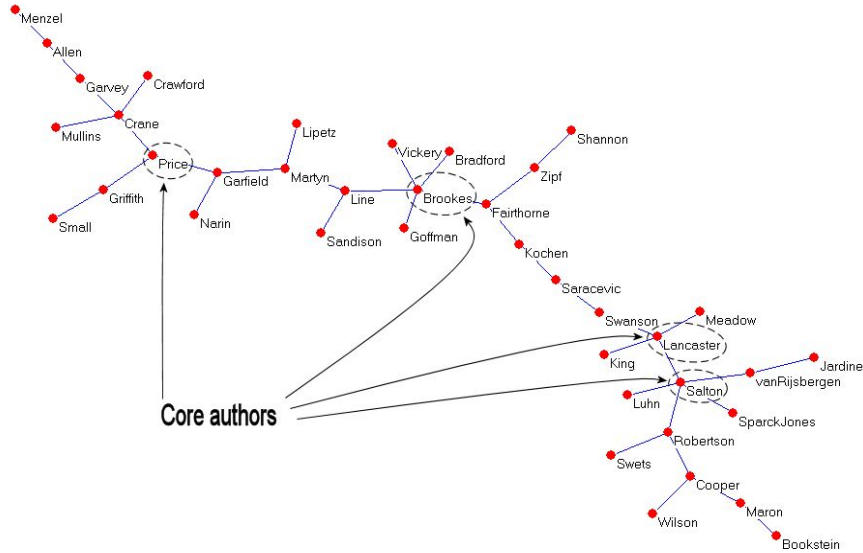 Menzel
Allen
Garvey
Crawford
Crane
Mullins
Price
Griffith
Small
Garfield
Narin
Lipetz
Martyn
Line
Sandison
Vickery
Bradford
Brookes
Goffman
Shannon
Zipf
Fairthorne
Kochen
Saracevic
Swanson
Meadow
Lancaster
King
Jardine
vanRijsbergen
Salton
Luhn
SparckJones
Core authors
Robertson
Swets
Cooper
Wilson
Maron
Bookstein